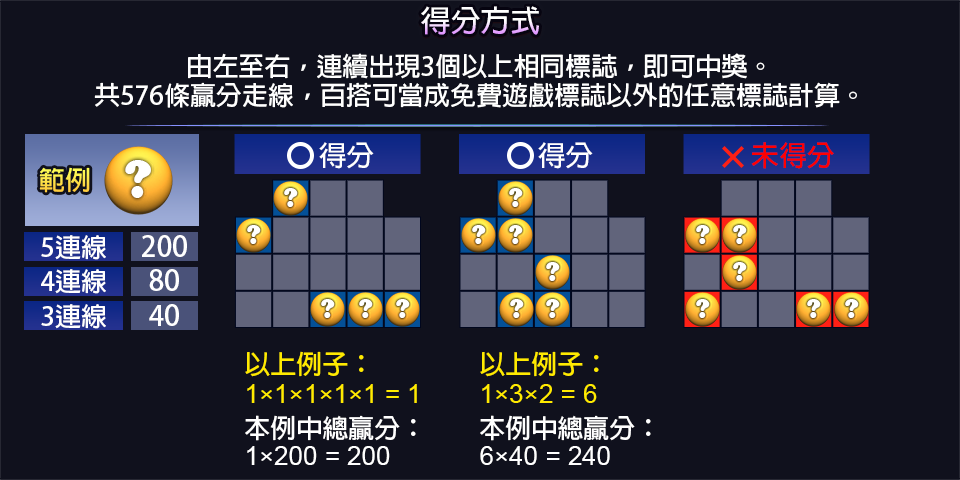 得分方式
由左至右，連續出現3個以上相同標誌，即可中獎。
共576條贏分走線，百搭可當成免費遊戲標誌以外的任意標誌計算。
範例 ?
5連線 200
4連線 80
3連線 40
○得分
? 
?
? ? ?
以上例子：
1×1×1×1×1 = 1
本例中總贏分：
1×200 = 200
○得分
?
? ?
?
? ?
以上例子：
1×3×2 = 6
本例中總贏分：
6×40 = 240
×未得分
? ?
?
? ? ?